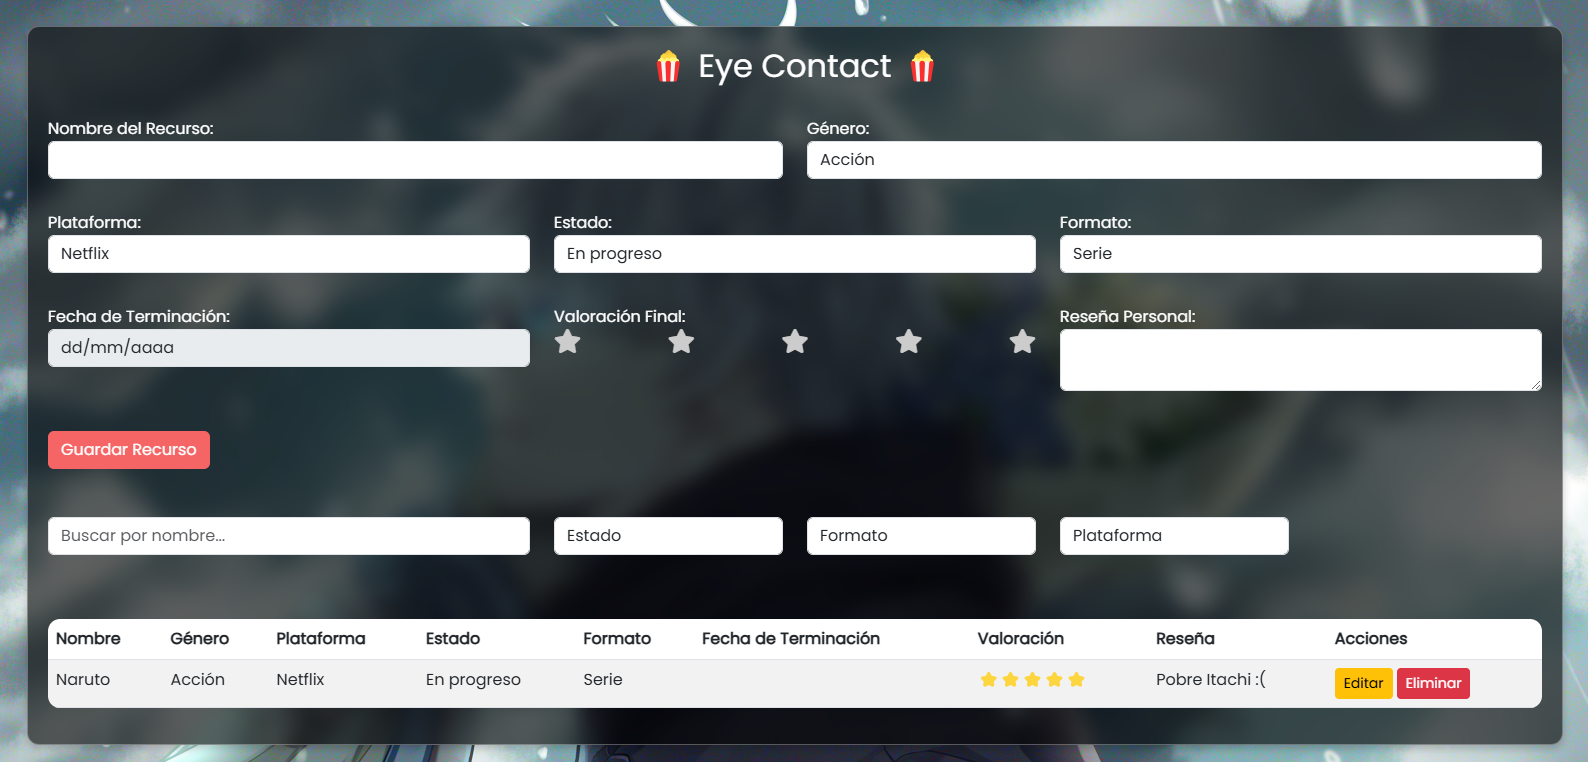 Eye Contact
Nombre del Recurso: Género:
Acción
Plataforma: Estado: Formato:
Netflix En progreso Serie
Fecha de Terminación: Valoración Final: Reseña Personal:
dd/mm/aaaa
Guardar Recurso
Buscar por nombre... Estado Formato Plataforma
Nombre Género Plataforma Estado Formato Fecha de Terminación Valoración Reseña Acciones
Naruto Acción Netflix En progreso Serie Pobre Itachi :( Editar Eliminar